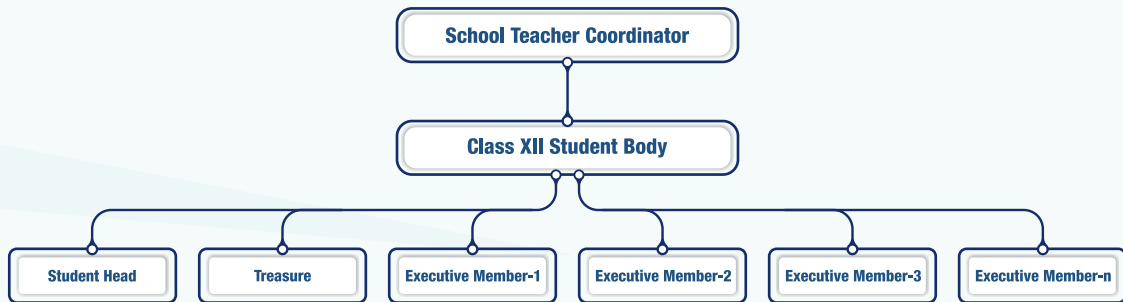 School Teacher Coordinator
Class XII Student Body
Student Head
Treasure
Executive Member-1
Executive Member-2
Executive Member-3
Executive Member-n